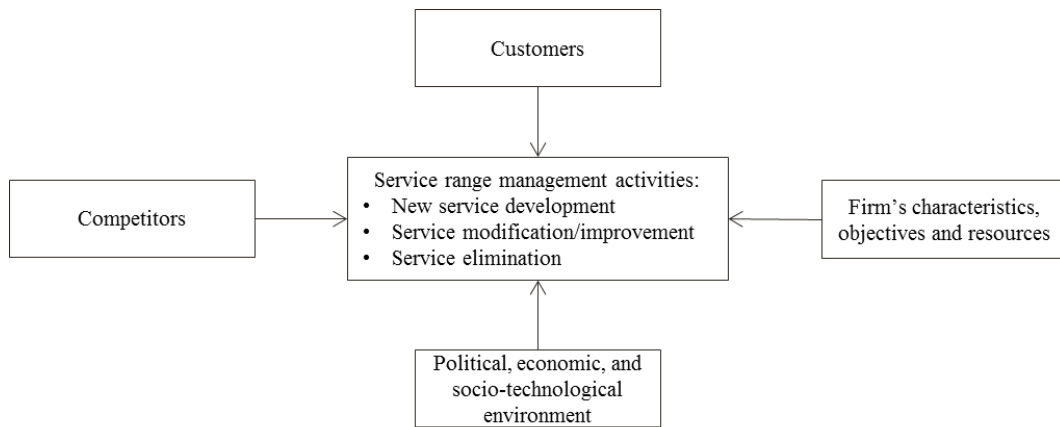 Customers
Competitors
Service range management activities:
• New service development
• Service modification/improvement
• Service elimination
Firm's characteristics,
objectives and resources
Political, economic, and
socio-technological
environment